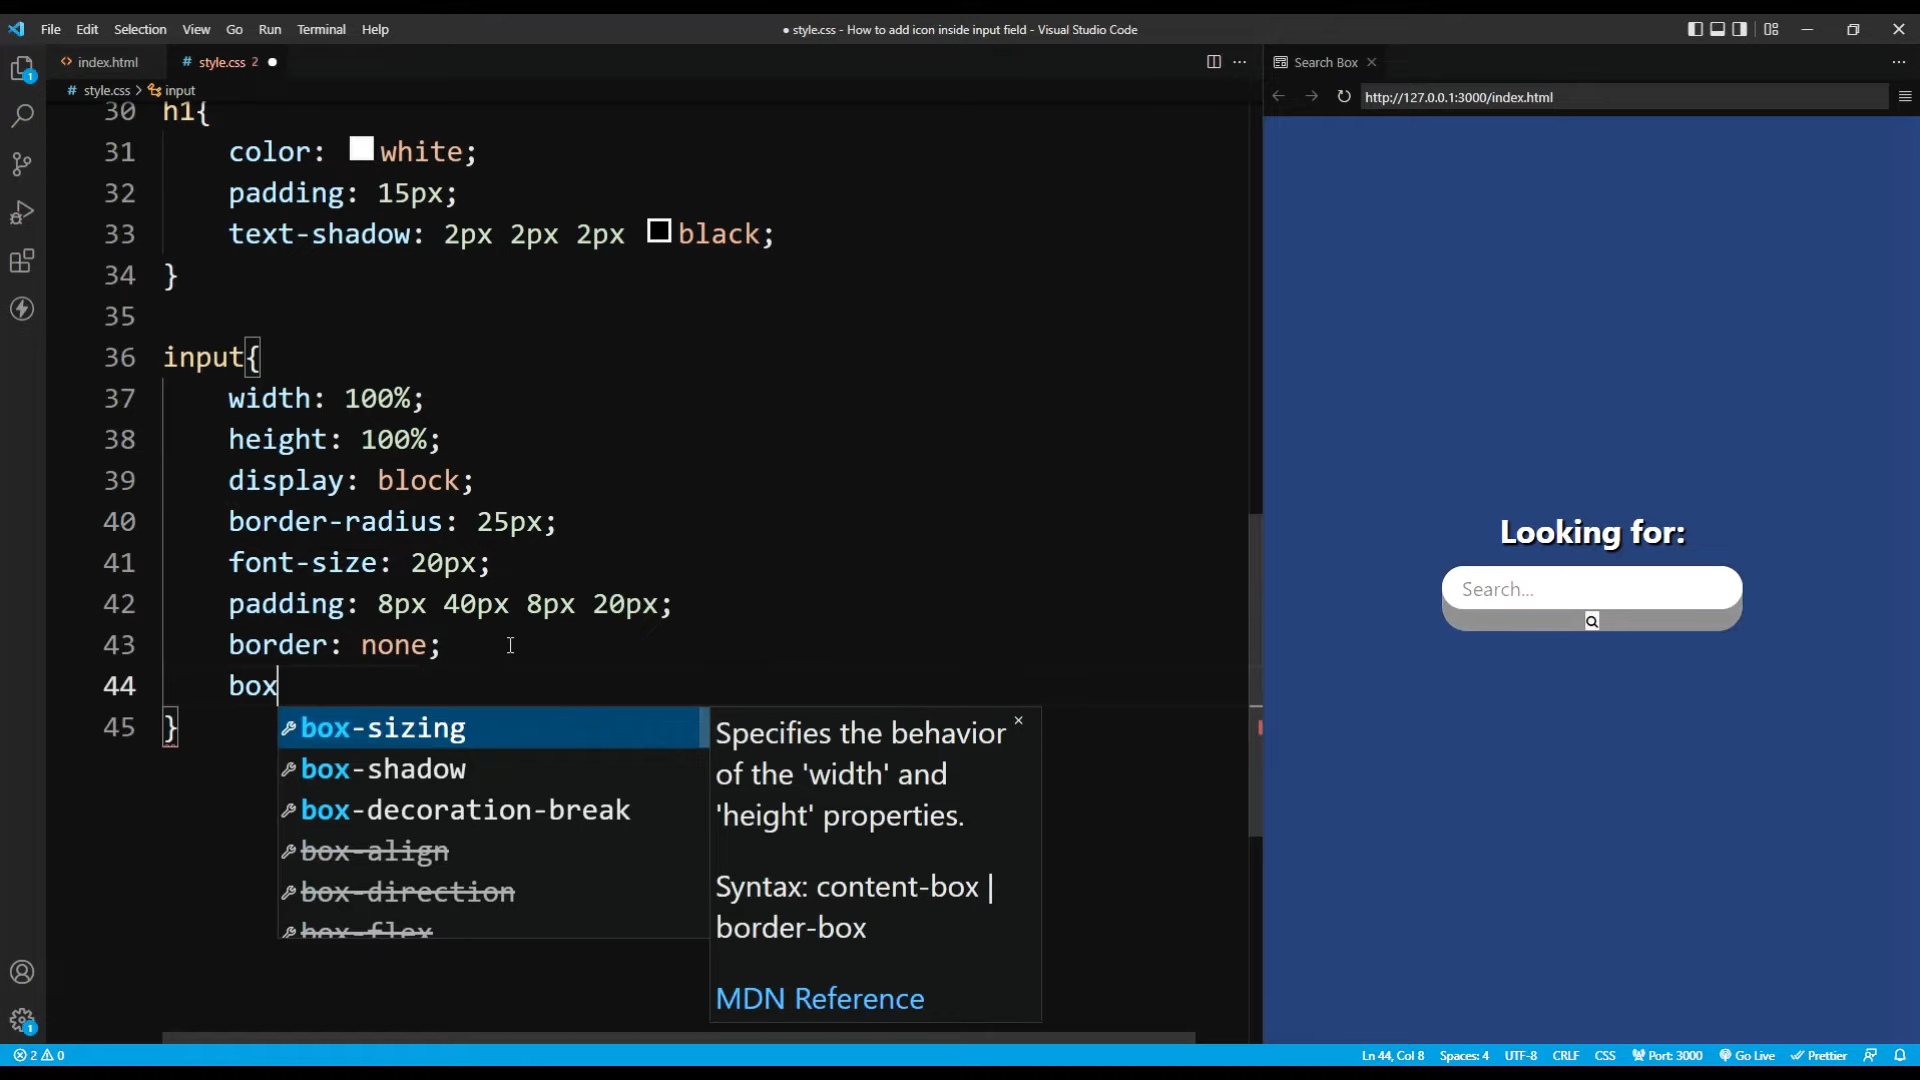 File Edit Selection View Go Run Terminal Help
● style.css - How to add icon inside input field - Visual Studio Code
index.html
# style.css 2 ●
Search Box
# style.css > input
http://127.0.0.1:3000/index.html
30 h1{
31 color: white;
32 padding: 15px;
33 text-shadow: 2px 2px 2px black;
34 }
35
36 input{
37 width: 100%;
38 height: 100%;
39 display: block;
40 border-radius: 25px;
41 font-size: 20px;
42 padding: 8px 40px 8px 20px;
43 border: none;
44 box
45 }
box-sizing
box-shadow
box-decoration-break
box-align
box-direction
box-flex
Specifies the behavior
of the 'width' and
'height' properties.
Syntax: content-box |
border-box
MDN Reference
Looking for:
Search...
1
1
2 0
Ln 44, Col 8 Spaces: 4 UTF-8 CRLF CSS Port: 3000 Go Live Prettier